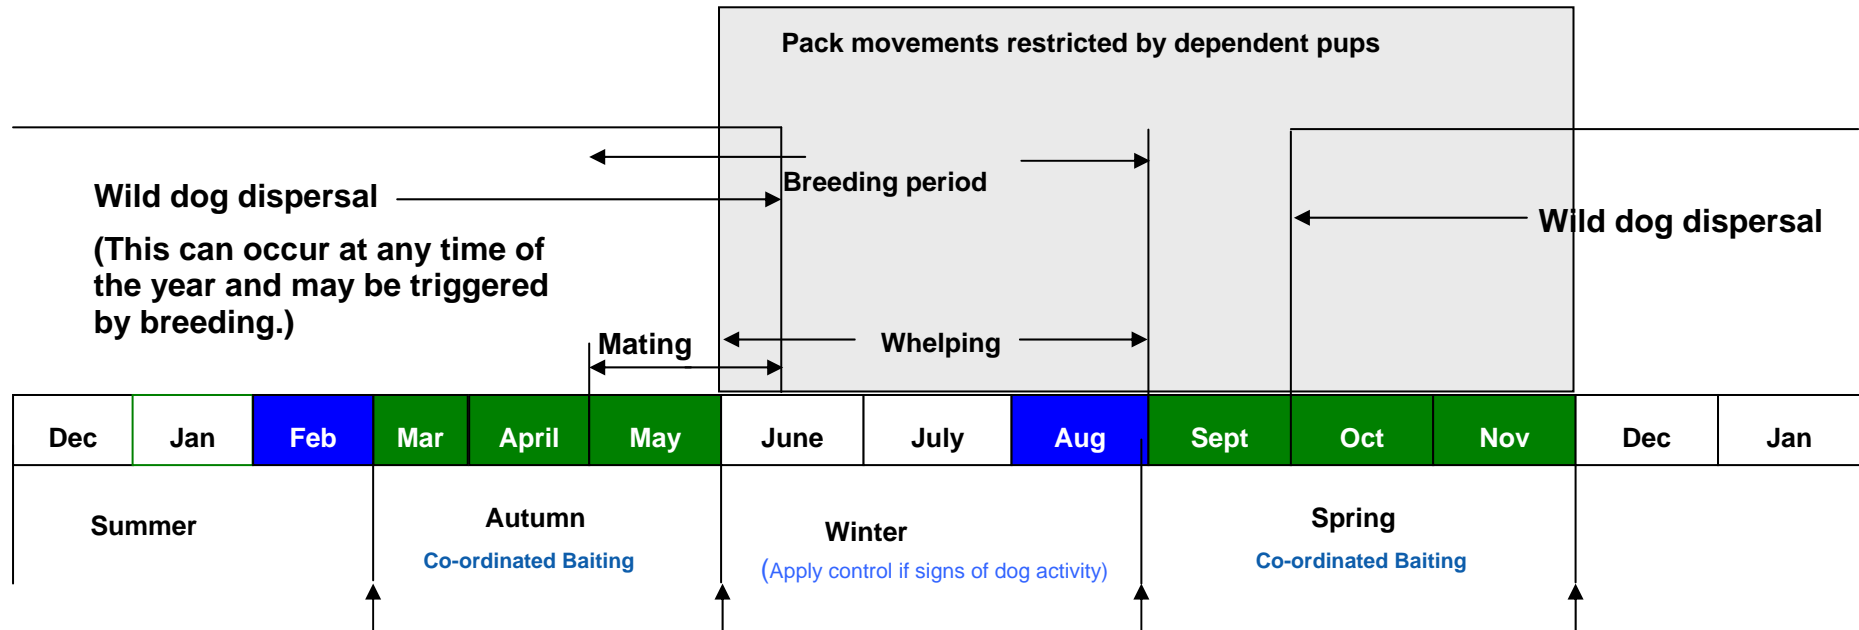 Pack movements restricted by dependent pups
Breeding period
Wild dog dispersal
(This can occur at any time of
the year and may be triggered
by breeding.)
Wild dog dispersal
Mating
Whelping
Dec Jan Feb Mar April May June July Aug Sept Oct Nov Dec Jan
Summer
Autumn
Co-ordinated Baiting
Winter
(Apply control if signs of dog activity)
Spring
Co-ordinated Baiting